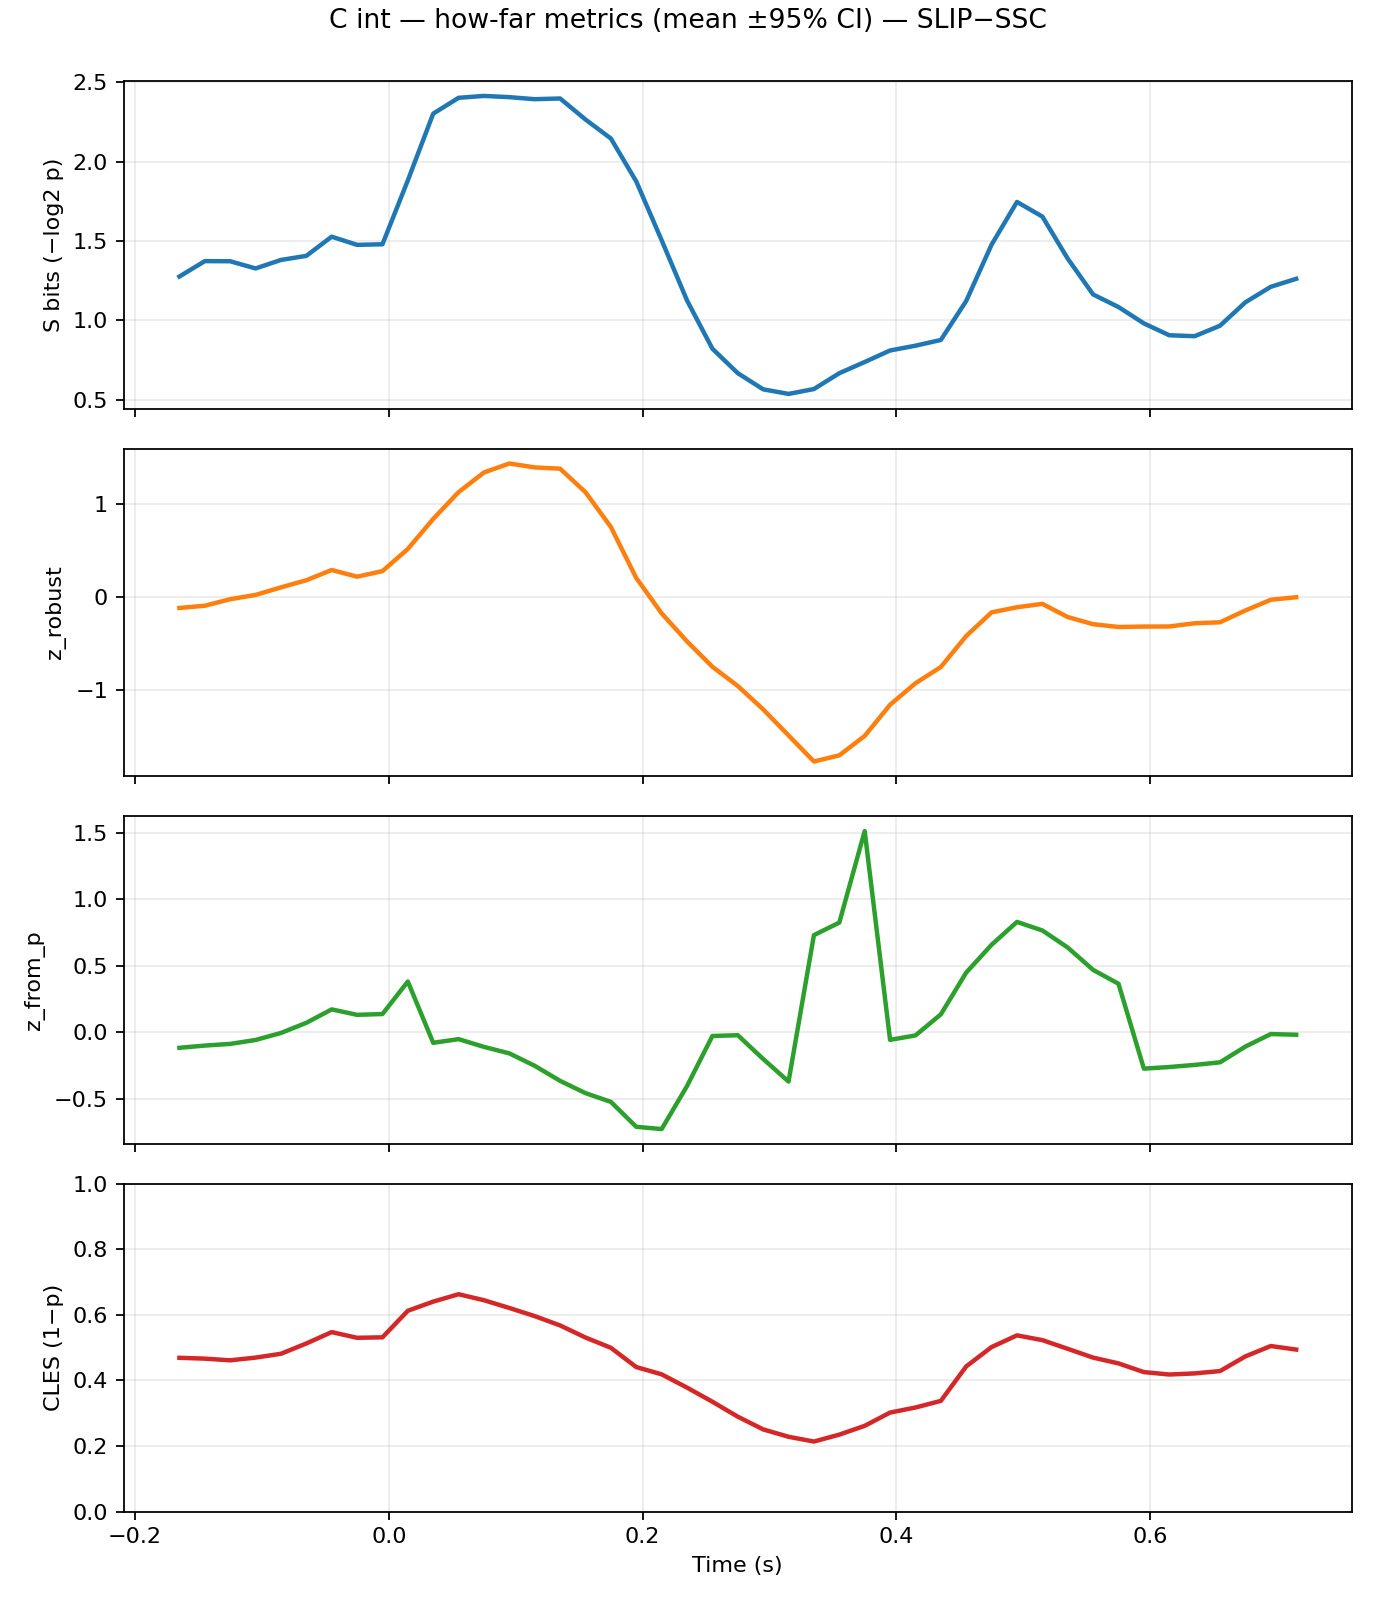 C int — how-far metrics (mean ±95% CI) — SLIP−SSC
S bits (−log2 p)
2.5
2.0
1.5
1.0
0.5
z_robust
1
0
−1
z_from_p
1.5
1.0
0.5
0.0
−0.5
CLES (1−p)
1.0
0.8
0.6
0.4
0.2
0.0
−0.2 0.0 0.2 0.4 0.6
Time (s)